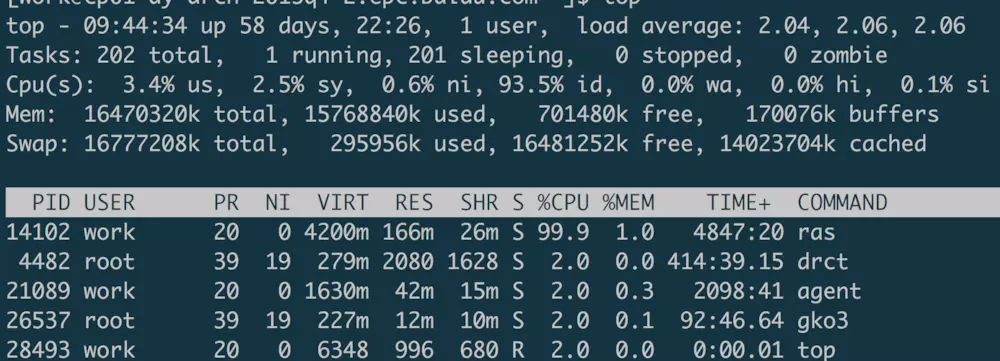 top
top - 09:44:34 up 58 days, 22:26,  1 user,  load average: 2.04, 2.06, 2.06
Tasks: 202 total,   1 running, 201 sleeping,   0 stopped,   0 zombie
Cpu(s):  3.4% us,  2.5% sy,  0.6% ni, 93.5% id,  0.0% wa,  0.0% hi,  0.1% si
Mem:  16470320k total, 15768840k used,   701480k free,   170076k buffers
Swap: 16777208k total,   295956k used, 16481252k free, 14023704k cached
PID USER      PR  NI  VIRT  RES  SHR S %CPU %MEM    TIME+  COMMAND
14102 work      20   0 4200m 166m  26m S 99.9  1.0   4847:20 ras
4482 root      39  19  279m 2080 1628 S  2.0  0.0 414:39.15 drct
21089 work      20   0 1630m  42m  15m S  2.0  0.3   2098:41 agent
26537 root      39  19  227m  12m  10m S  2.0  0.1  92:46.64 gko3
28493 work      20   0  6348  996  680 R  2.0  0.0   0:00.01 top